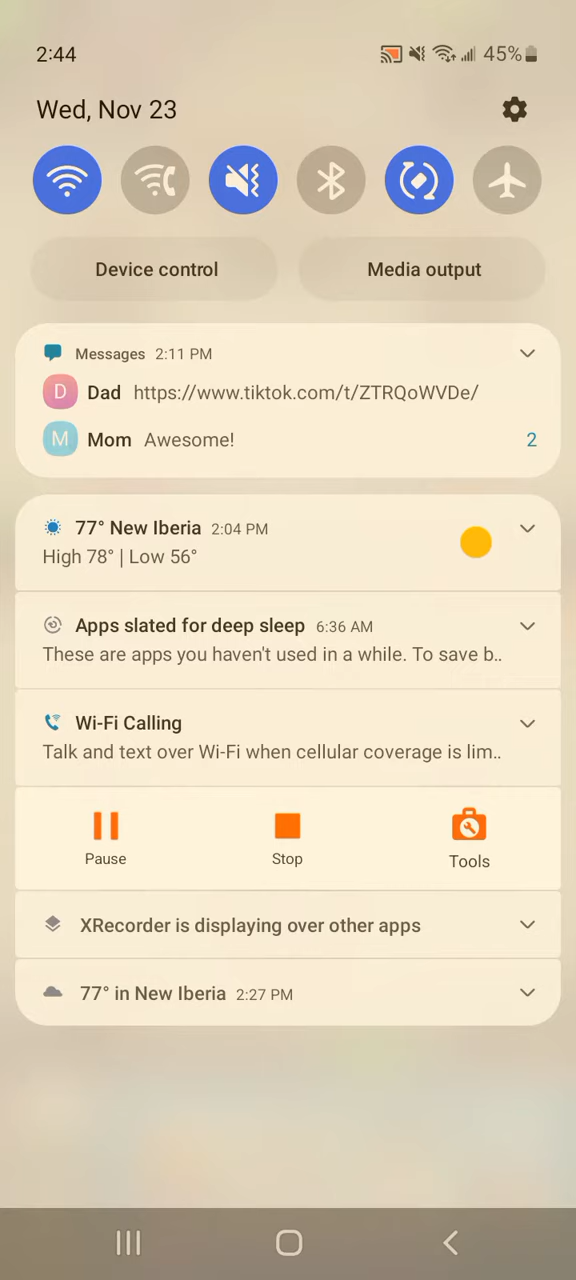 2:44
45%
Wed, Nov 23
Device control
Media output
Messages 2:11 PM
D Dad https://www.tiktok.com/t/ZTRQoWVDe/
M Mom Awesome! 2
77° New Iberia 2:04 PM
High 78° | Low 56°
Apps slated for deep sleep 6:36 AM
These are apps you haven't used in a while. To save b..
Wi-Fi Calling
Talk and text over Wi-Fi when cellular coverage is lim..
Pause
Stop
Tools
XRecorder is displaying over other apps
77° in New Iberia 2:27 PM